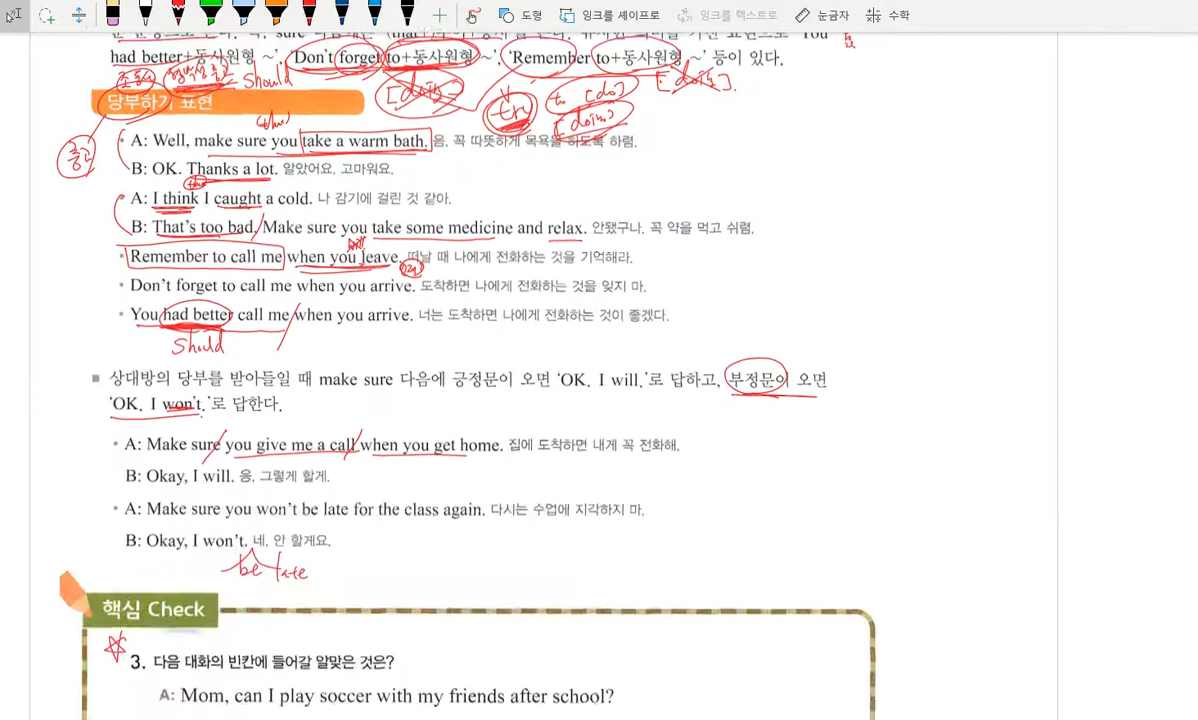 도형 잉크를 셰이프로 잉크를 텍스트로 눈금자 수학
had better+동사원형 ~’, ‘Don’t forget to+동사원형 ~’, ‘Remember to+동사원형 ~’ 등이 있다.
조동사 should [doing] to [do] [doing].
try [doing]
당부하기 표현
충고
(that)
A: Well, make sure you take a warm bath. 음. 꼭 따뜻하게 목욕을 하도록 하렴.
B: OK. Thanks a lot. 알았어요. 고마워요.
A: I think I caught a cold. 나 감기에 걸린 것 같아.
B: That’s too bad. Make sure you take some medicine and relax. 안됐구나. 꼭 약을 먹고 쉬렴.
• Remember to call me when you leave. 떠날 때 나에게 전화하는 것을 기억해라.
• Don’t forget to call me when you arrive. 도착하면 나에게 전화하는 것을 잊지 마.
• You had better call me when you arrive. 너는 도착하면 나에게 전화하는 것이 좋겠다.
should
■ 상대방의 당부를 받아들일 때 make sure 다음에 긍정문이 오면 ‘OK. I will.’로 답하고, 부정문이 오면
‘OK. I won’t.’로 답한다.
• A: Make sure you give me a call when you get home. 집에 도착하면 내게 꼭 전화해.
B: Okay, I will. 응, 그렇게 할게.
• A: Make sure you won’t be late for the class again. 다시는 수업에 지각하지 마.
B: Okay, I won’t. 네. 안 할게요.
be late
핵심 Check
3. 다음 대화의 빈칸에 들어갈 알맞은 것은?
A: Mom, can I play soccer with my friends after school?